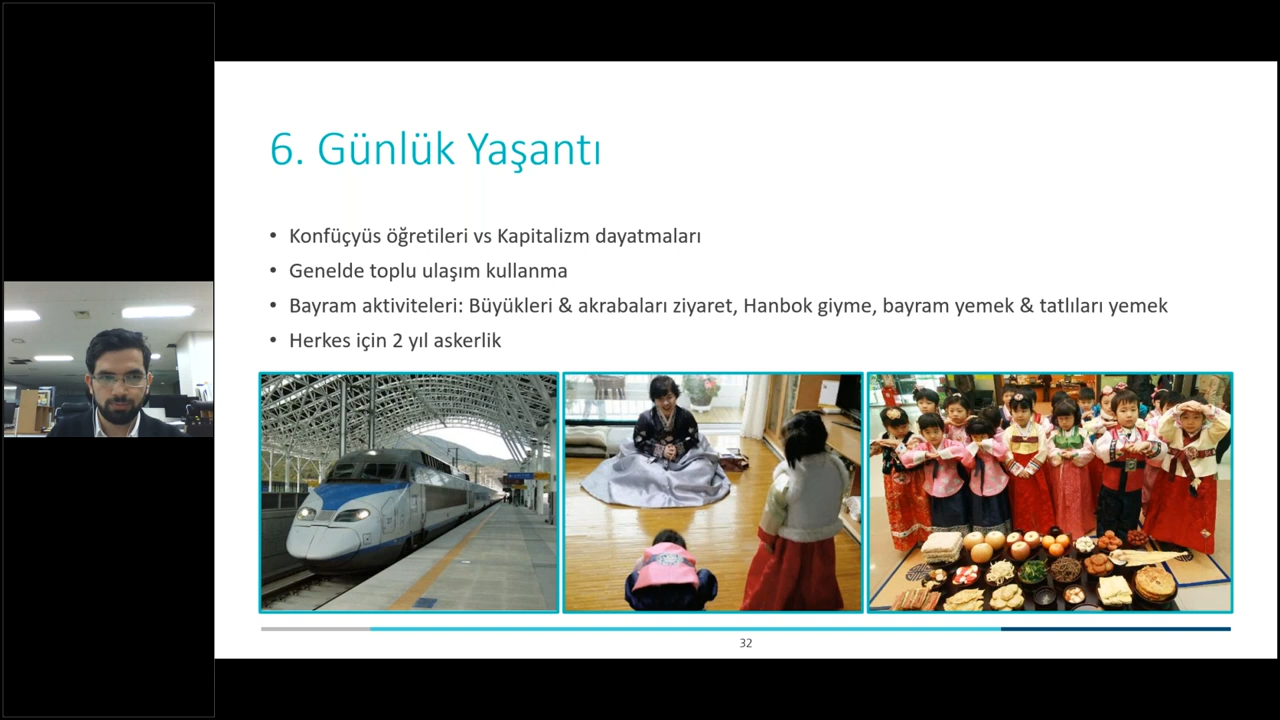 6. Günlük Yaşantı
• Konfüçyüs öğretileri vs Kapitalizm dayatmaları
• Genelde toplu ulaşım kullanma
• Bayram aktiviteleri: Büyükleri & akrabaları ziyaret, Hanbok giyme, bayram yemek & tatlıları yemek
• Herkes için 2 yıl askerlik
32